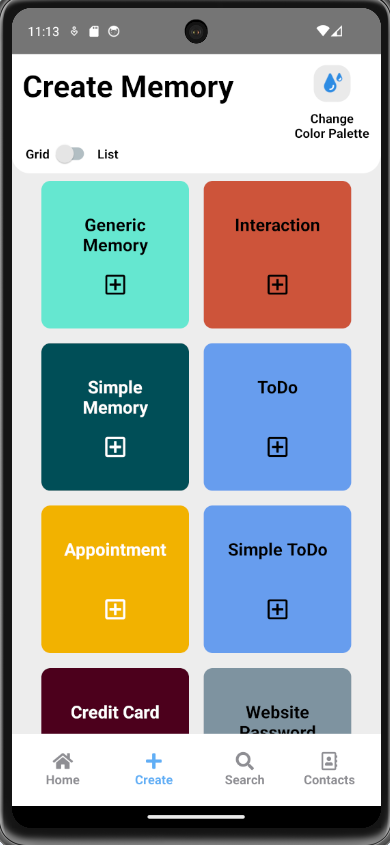 11:13
Create Memory
Change
Color Palette
Grid
List
Generic
Memory
Interaction
Simple
Memory
ToDo
Appointment
Simple ToDo
Credit Card
Website
Password
Home
Create
Search
Contacts